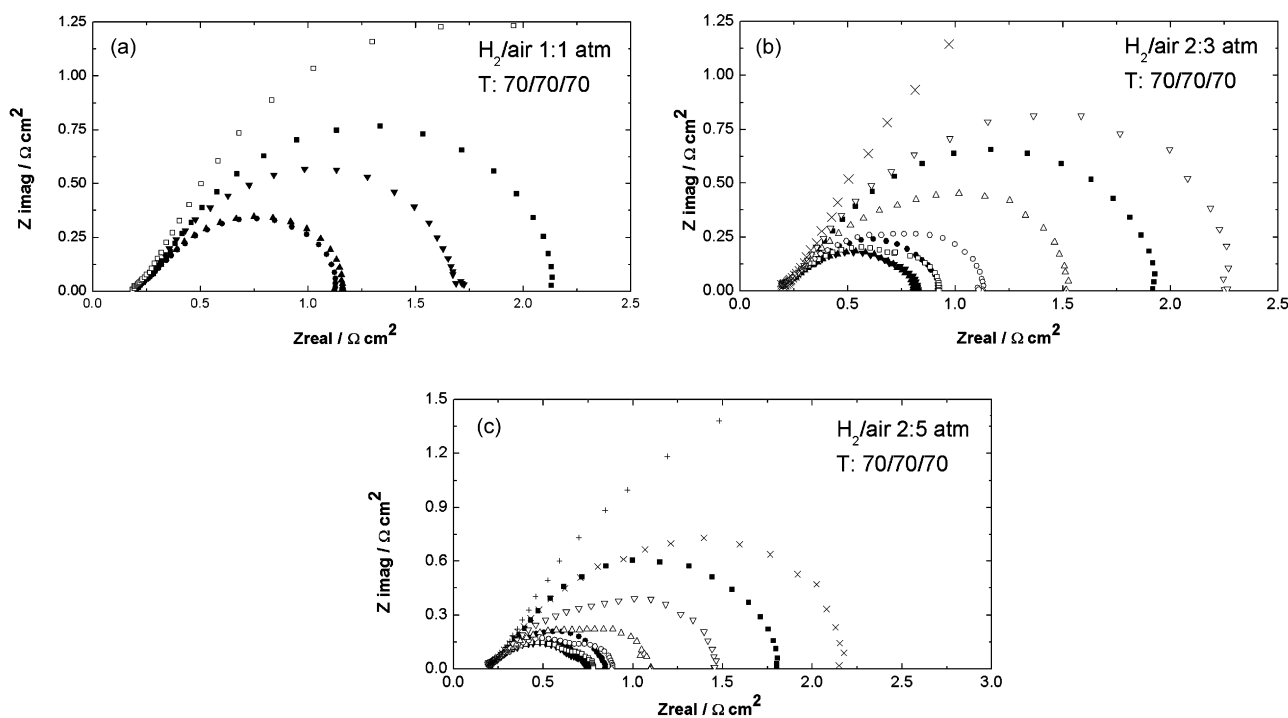 (a)
H2/air 1:1 atm
T: 70/70/70
Z imag / Ω cm²
1.25
1.00
0.75
0.50
0.25
0.00
0.0 0.5 1.0 1.5 2.0 2.5
Zreal / Ω cm²
(b)
H2/air 2:3 atm
T: 70/70/70
Z imag / Ω cm²
1.25
1.00
0.75
0.50
0.25
0.00
0.0 0.5 1.0 1.5 2.0 2.5
Zreal / Ω cm²
(c)
H2/air 2:5 atm
T: 70/70/70
Z imag / Ω cm²
1.5
1.2
0.9
0.6
0.3
0.0
0.0 0.5 1.0 1.5 2.0 2.5 3.0
Zreal / Ω cm²